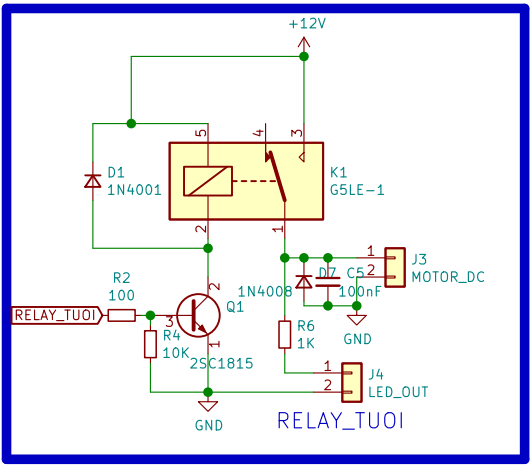 +12V
5
4
3
D1
1N4001
K1
G5LE-1
2
1
1
J3
2
MOTOR_DC
D7
C5
1N4008
100nF
R2
100
2
Q1
RELAY_TUOI
3
R4
10K
1
2SC1815
R6
1K
GND
1
J4
2
LED_OUT
GND
RELAY_TUOI